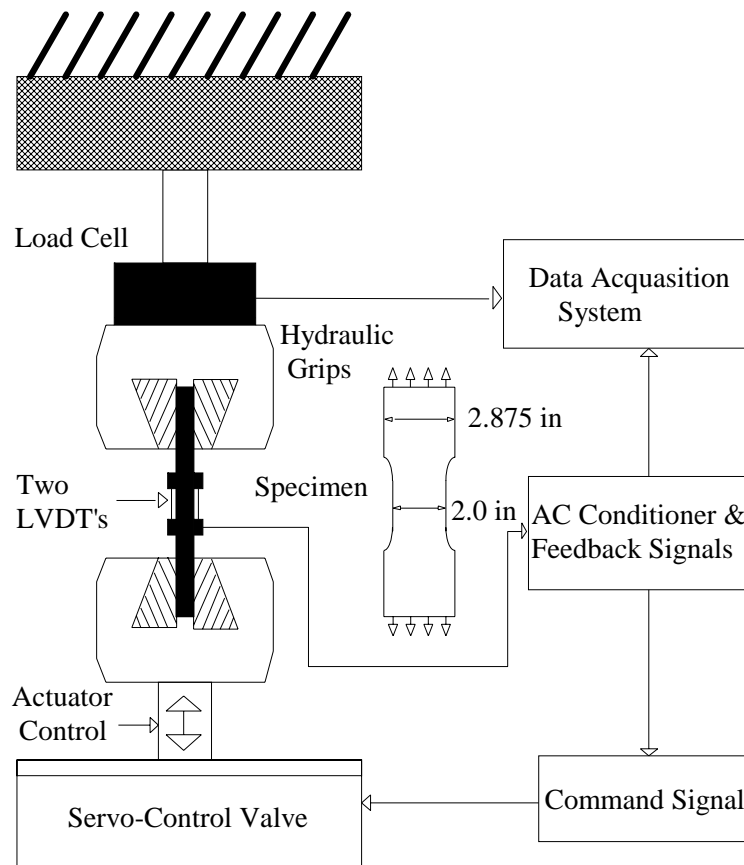 Load Cell
Data Acquasition
System
Hydraulic
Grips
2.875 in
Two
LVDT's
Specimen
2.0 in
AC Conditioner &
Feedback Signals
Actuator
Control
Servo-Control Valve
Command Signal